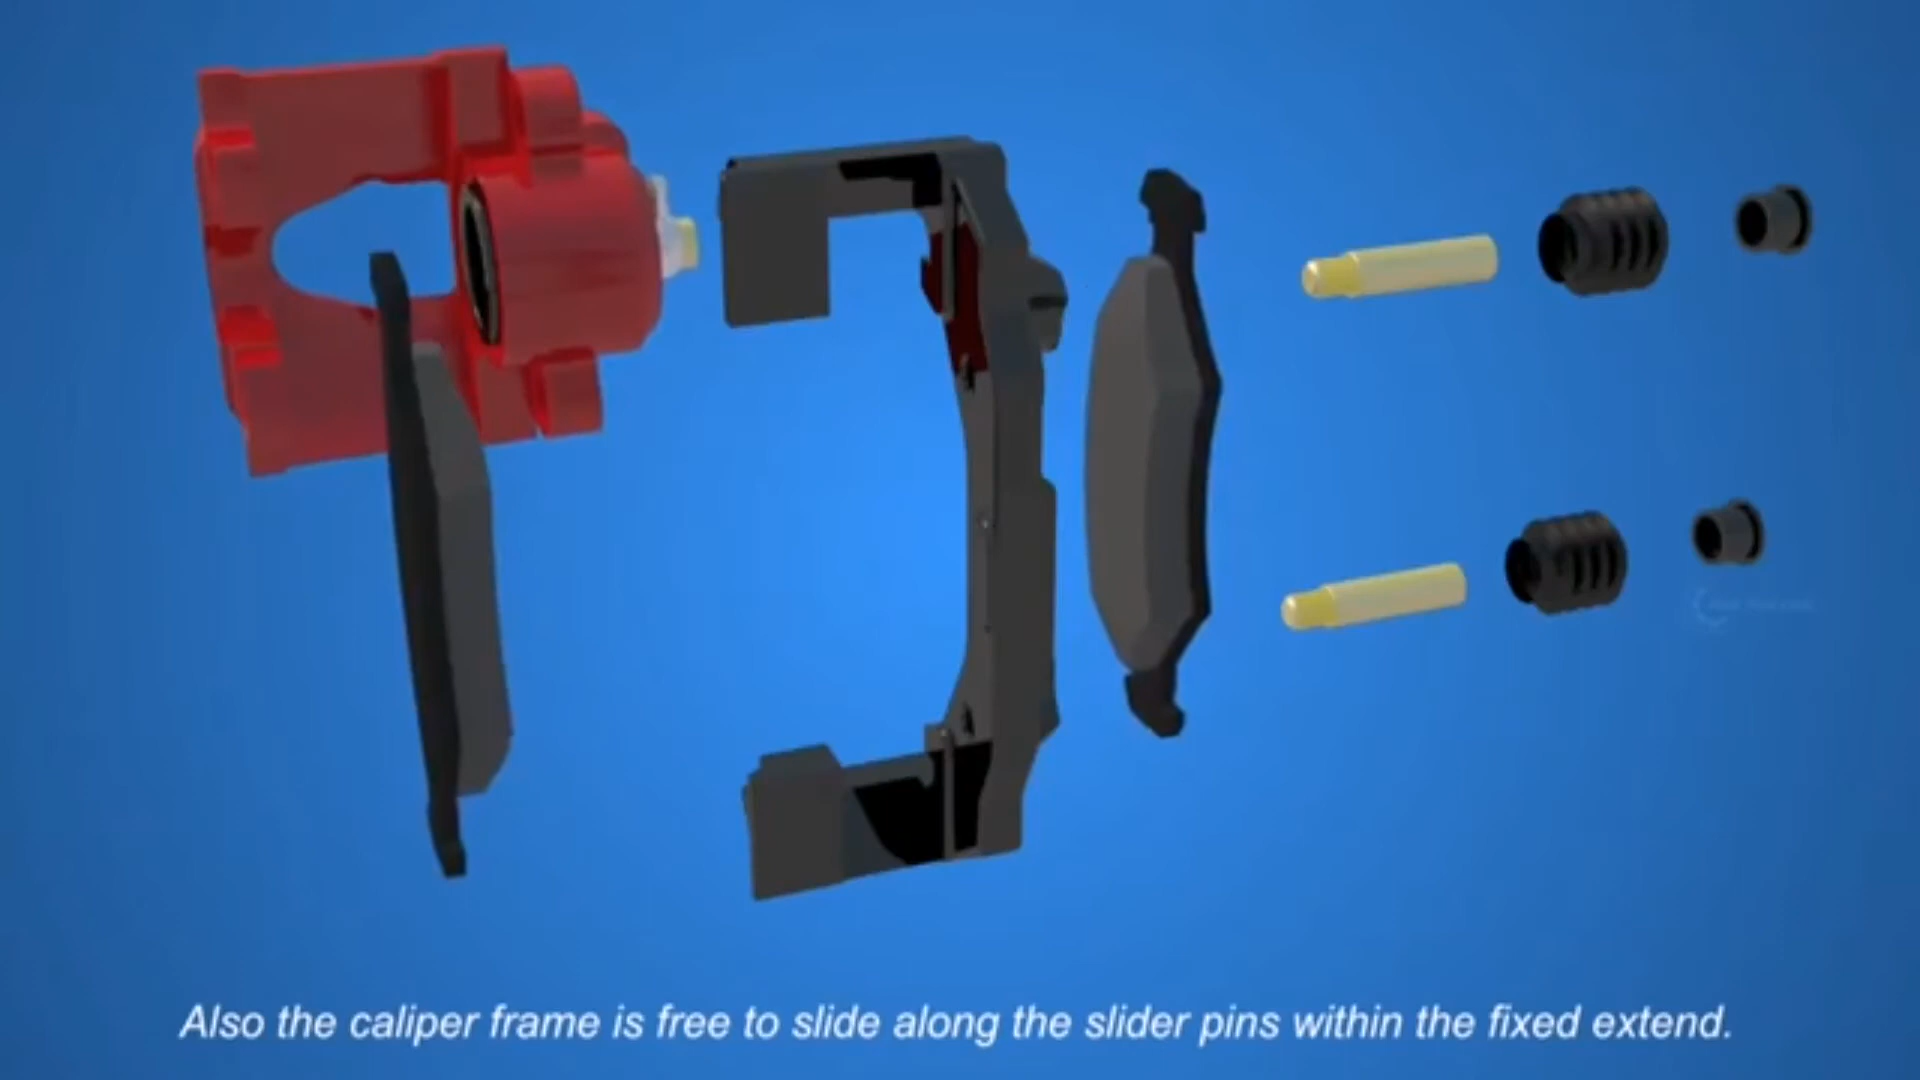 Also the caliper frame is free to slide along the slider pins within the fixed extend.